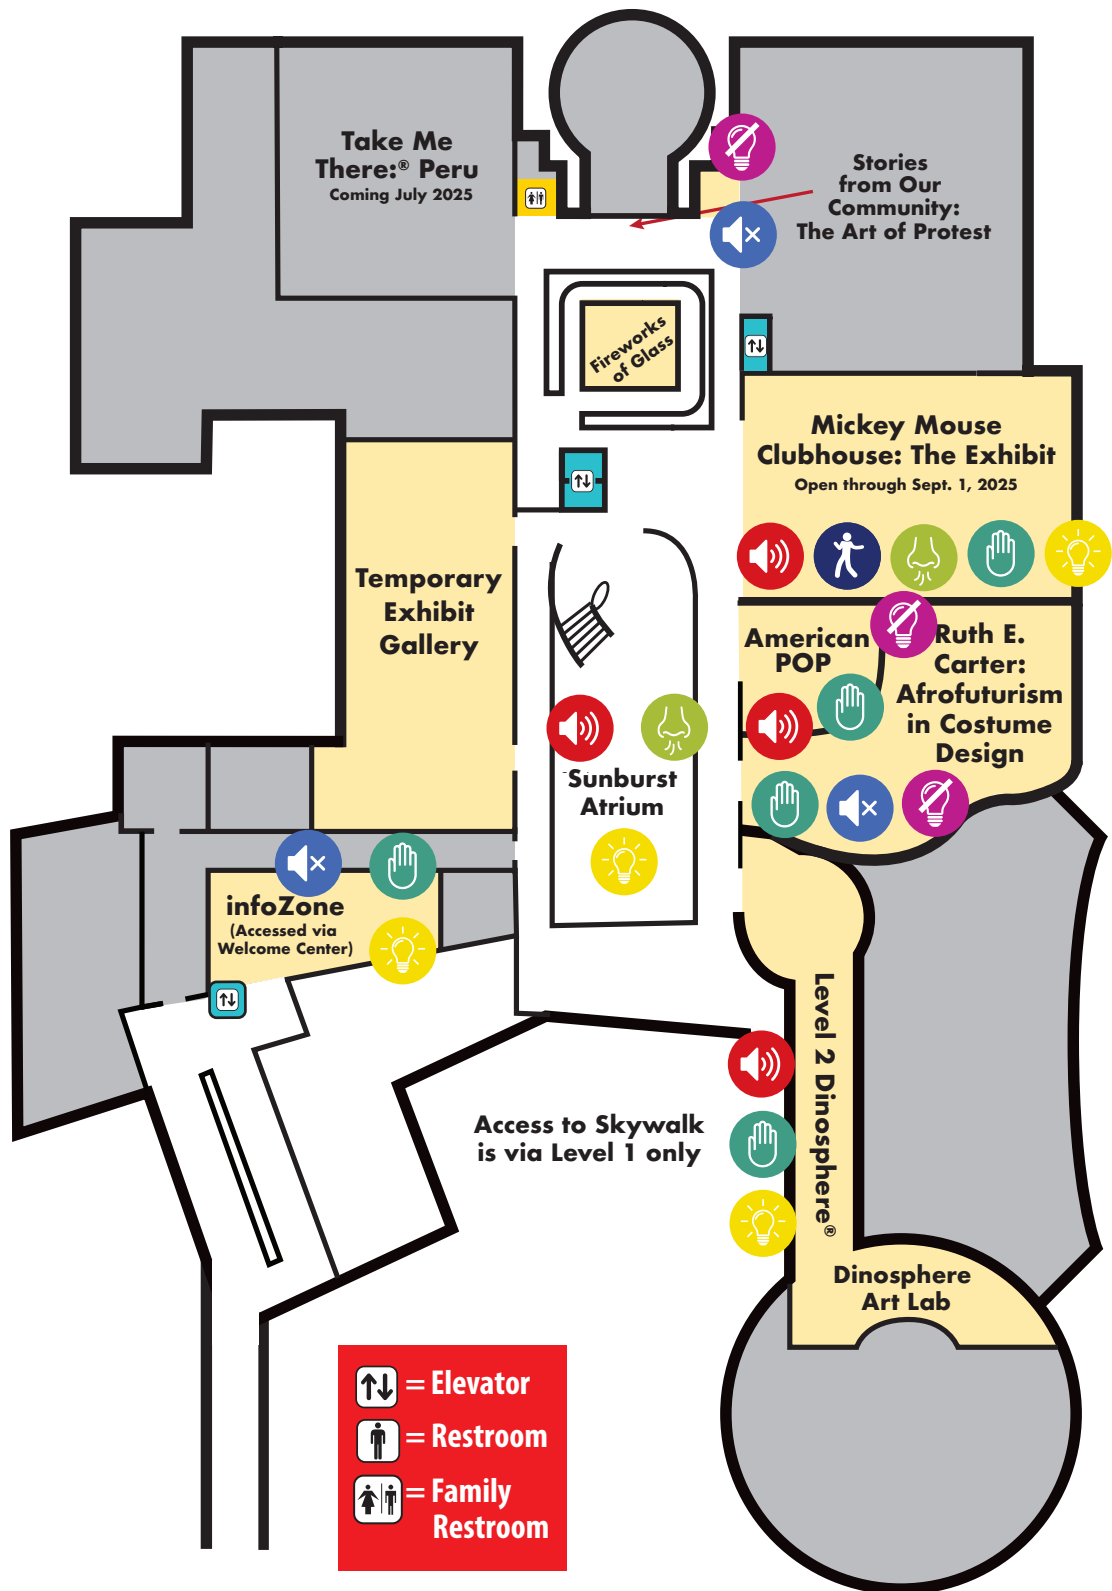 Take Me
There:® Peru
Coming July 2025
Stories
from Our
Community:
The Art of Protest
Fireworks
of Glass
Mickey Mouse
Clubhouse: The Exhibit
Open through Sept. 1, 2025
Temporary
Exhibit
Gallery
American
POP
Ruth E.
Carter:
Afrofuturism
in Costume
Design
Sunburst
Atrium
infoZone
(Accessed via
Welcome Center)
Level 2 Dinosphere®
Access to Skywalk
is via Level 1 only
Dinosphere
Art Lab
= Elevator
= Restroom
= Family
Restroom